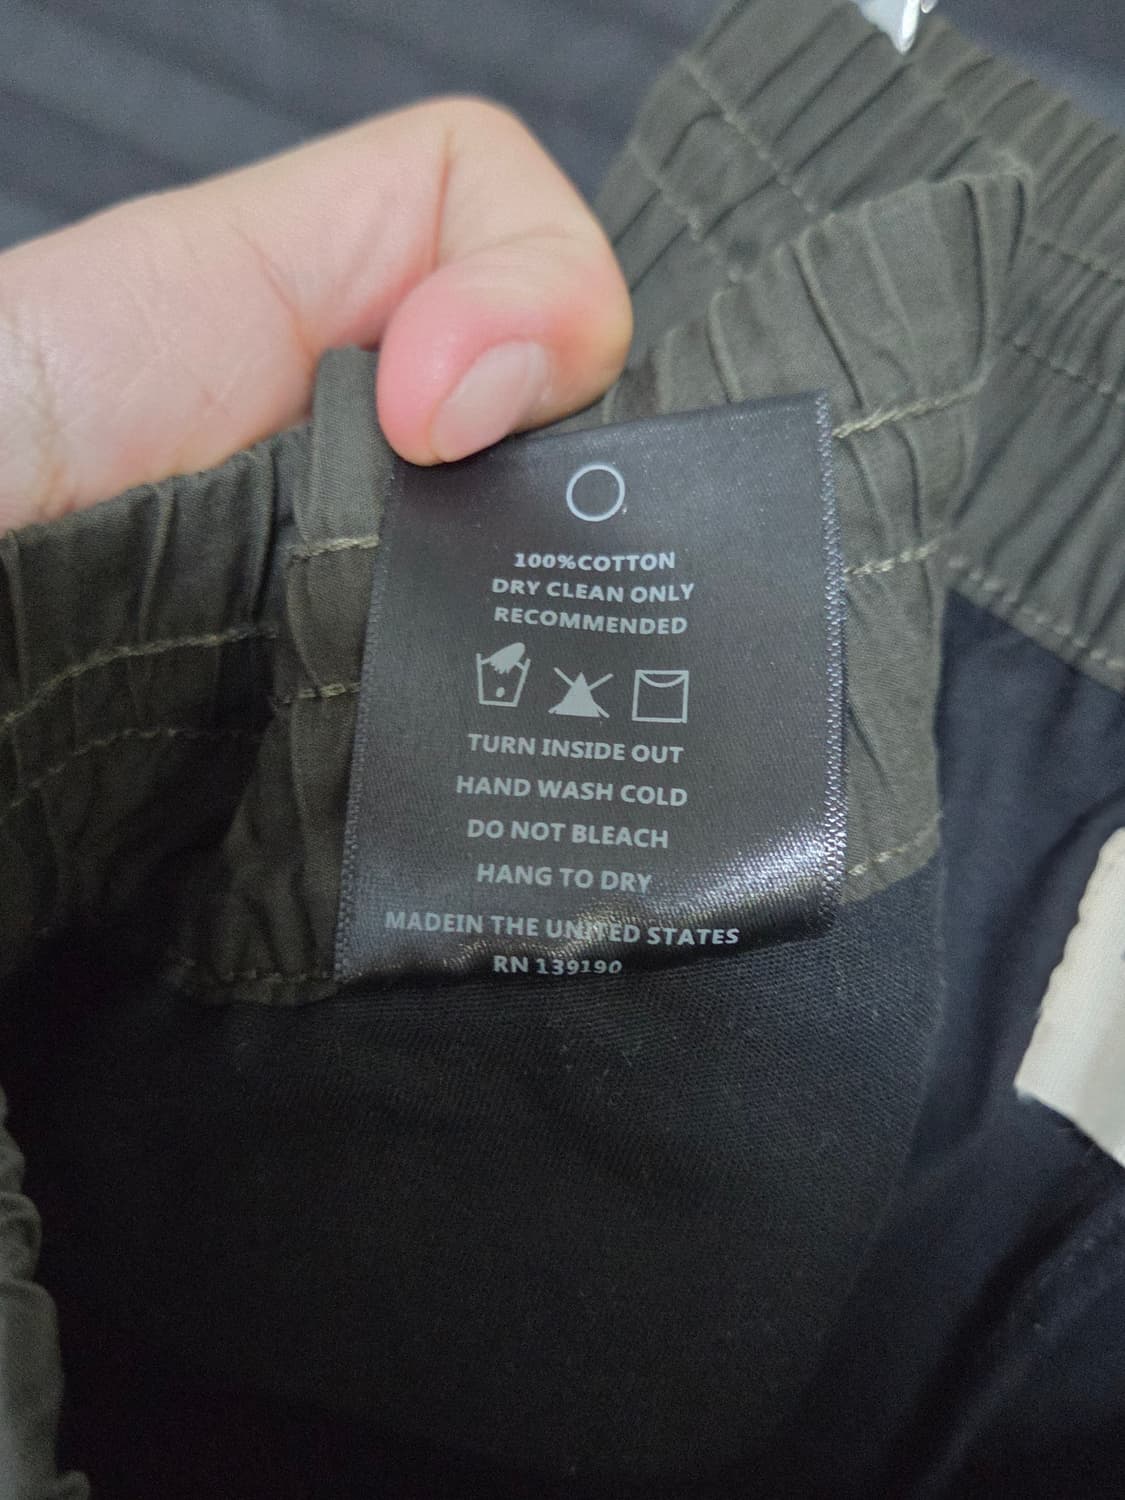 100%COTTON
DRY CLEAN ONLY
RECOMMENDED
TURN INSIDE OUT
HAND WASH COLD
DO NOT BLEACH
HANG TO DRY
MADEIN THE UNITED STATES
RN 139190